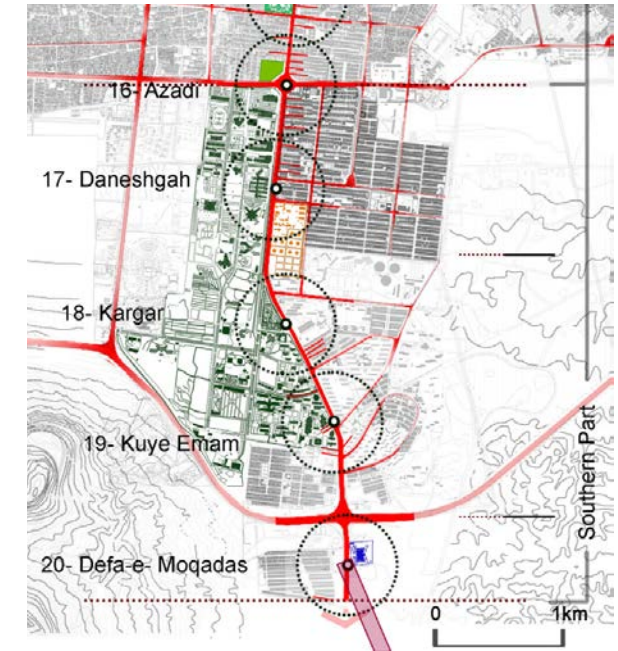 16- Azadi
17- Daneshgah
18- Kargar
19- Kuye Emam
Southern Part
20- Defa-e- Moqadas
0 1km